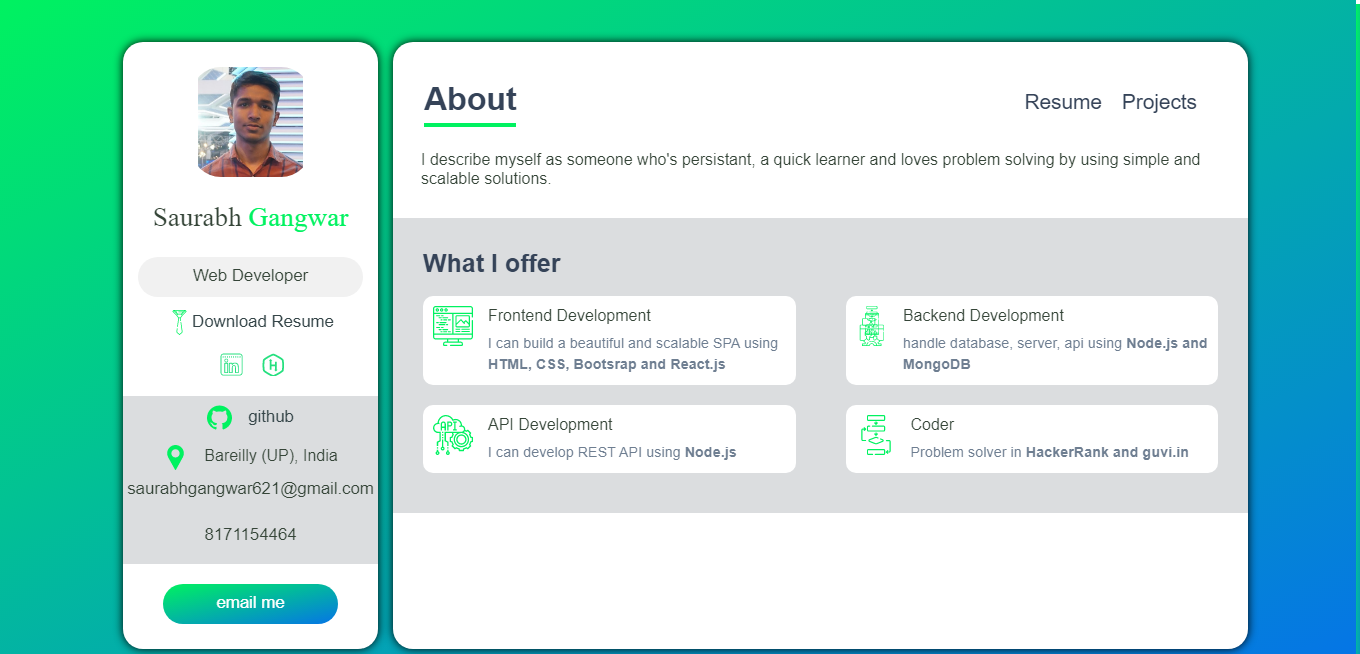 Saurabh Gangwar
Web Developer
Download Resume
in
H
github
Bareilly (UP), India
saurabhgangwar621@gmail.com
8171154464
email me
About
Resume Projects
I describe myself as someone who's persistant, a quick learner and loves problem solving by using simple and
scalable solutions.
What I offer
Frontend Development
I can build a beautiful and scalable SPA using
HTML, CSS, Bootsrap and React.js
Backend Development
handle database, server, api using Node.js and
MongoDB
API
API Development
I can develop REST API using Node.js
Coder
Problem solver in HackerRank and guvi.in